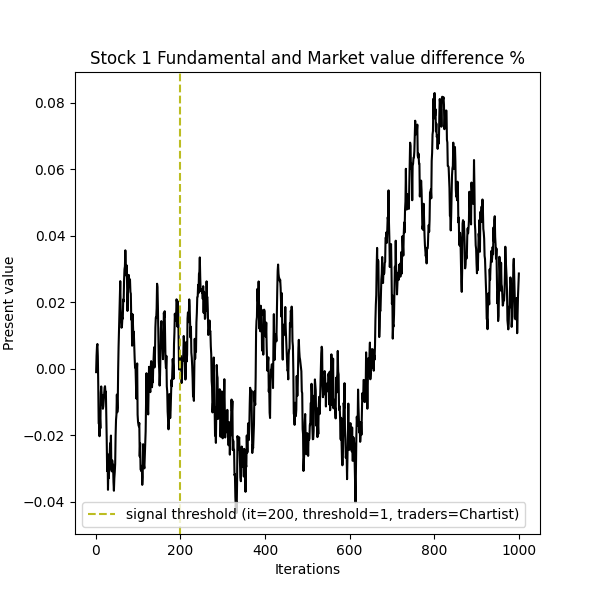 Stock 1 Fundamental and Market value difference %
Present value
0.08
0.06
0.04
0.02
0.00
−0.02
−0.04
signal threshold (it=200, threshold=1, traders=Chartist)
0 200 400 600 800 1000
Iterations